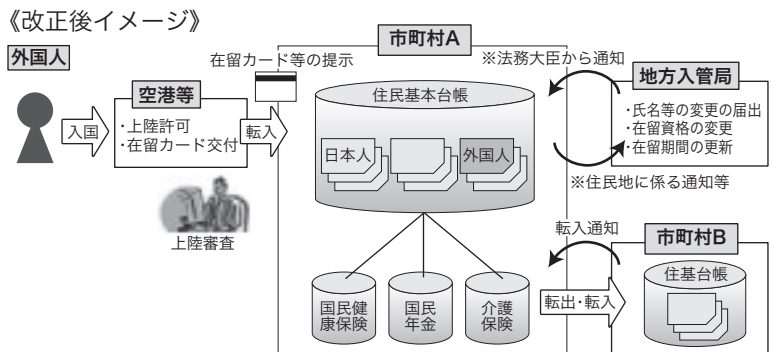 《改正後イメージ》
外国人
入国
空港等
・上陸許可
・在留カード交付
上陸審査
転入
在留カード等の提示
市町村A
住民基本台帳
日本人
外国人
国民健
康保険
国民
年金
介護
保険
※法務大臣から通知
地方入管局
・氏名等の変更の届出
・在留資格の変更
・在留期間の更新
※住民地に係る通知等
転入通知
転出・転入
市町村B
住基台帳